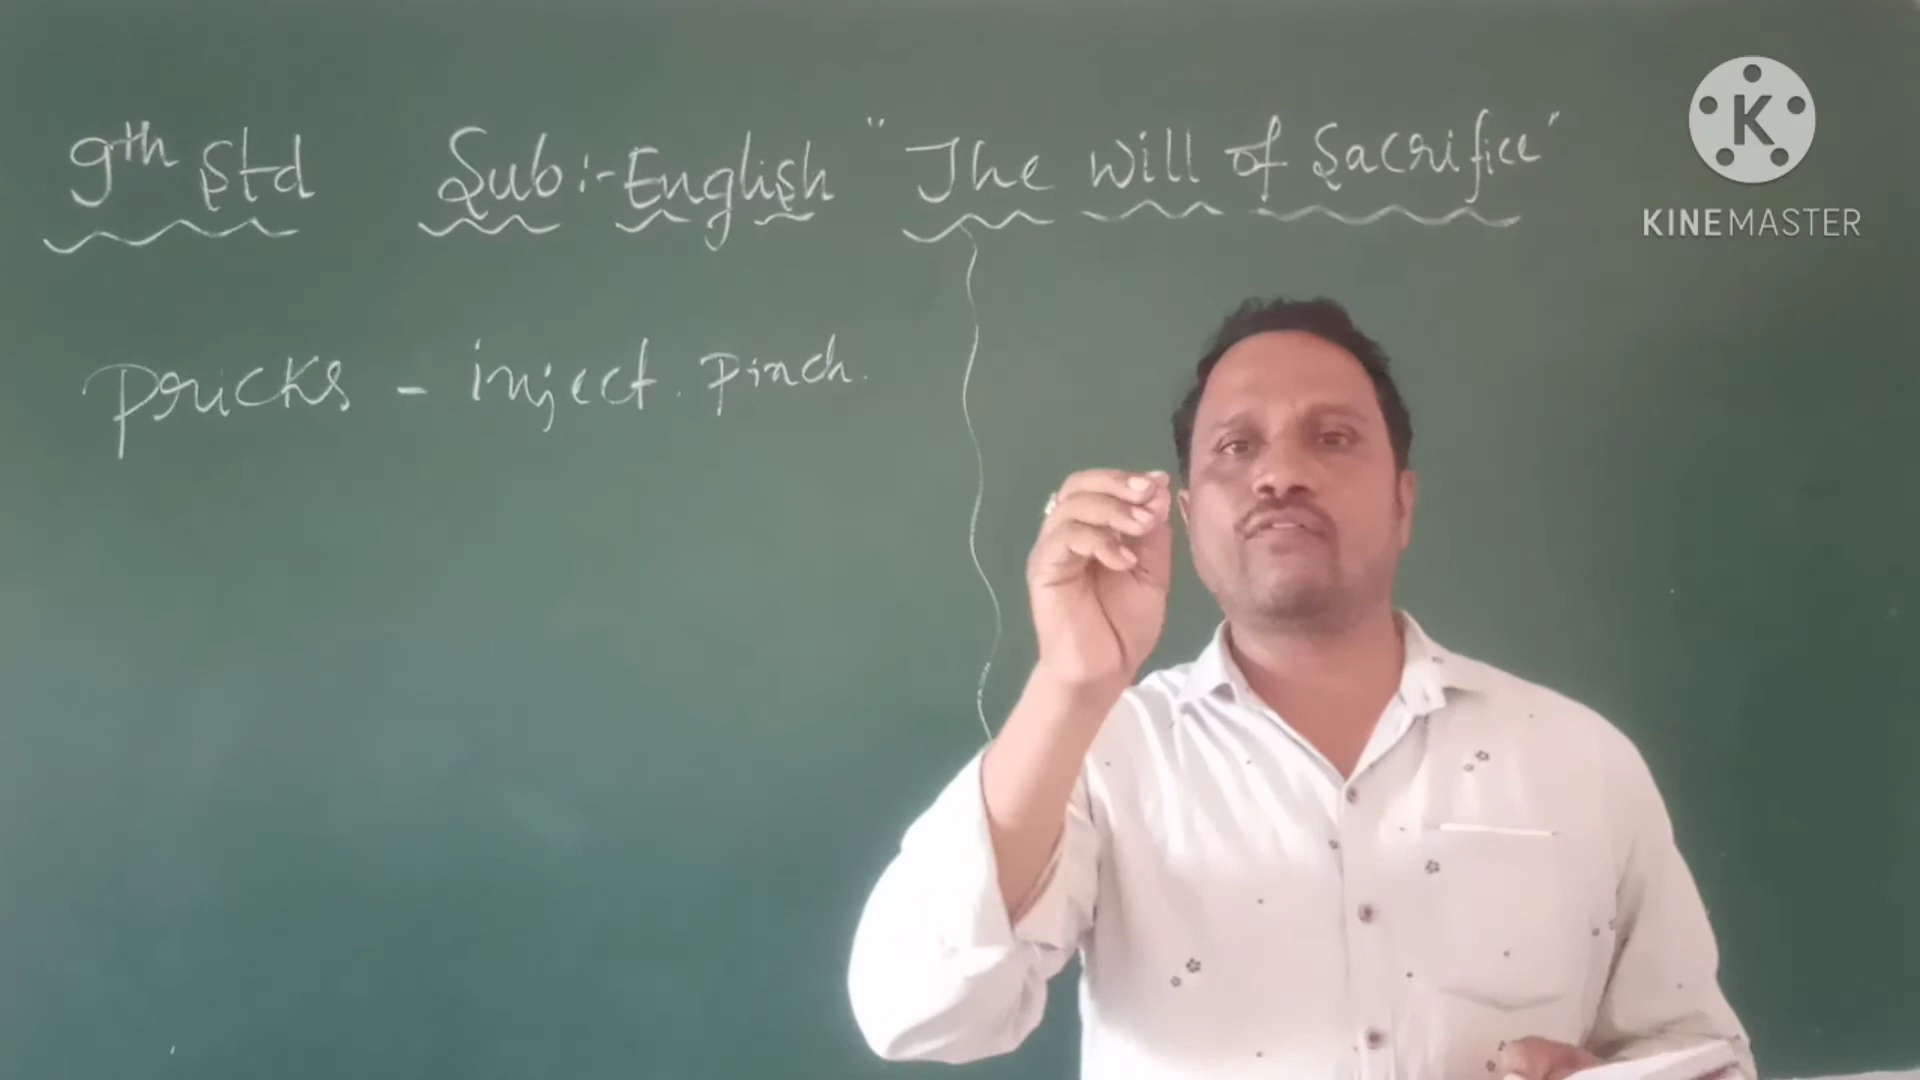 9th Std Sub:- English "The Will of Sacrifice"
Pricks - inject. Pinch.
K
KINEMASTER